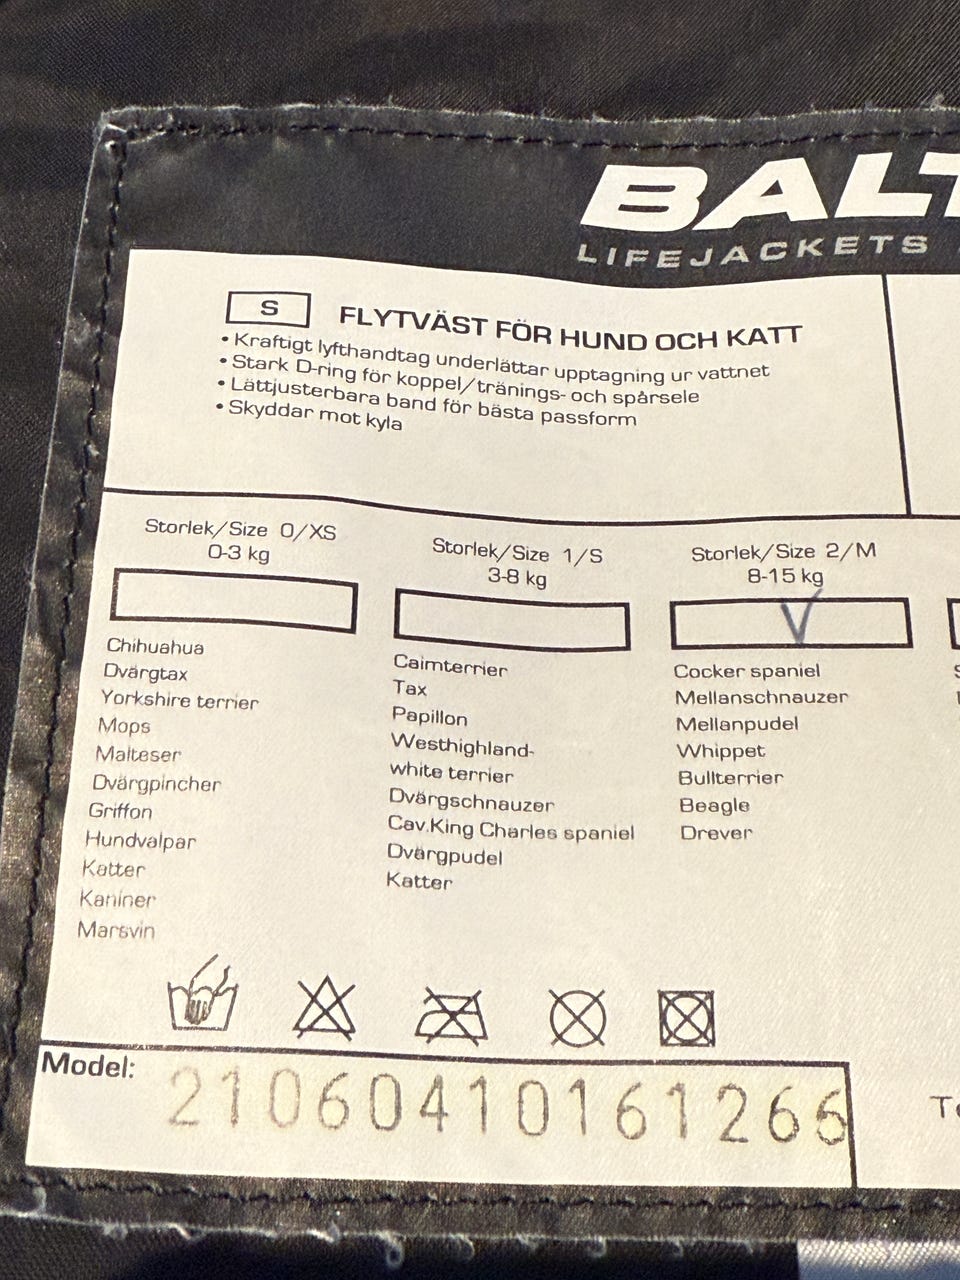 BALT
LIFEJACKETS
S FLYTVÄST FÖR HUND OCH KATT
• Kraftigt lyfthandtag underlättar upptagning ur vattnet
• Stark D-ring för koppel/tränings- och spårsele
• Lättjusterbara band för bästa passform
• Skyddar mot kyla
Storlek/Size 0/XS
0-3 kg
Chihuahua
Dvärgtax
Yorkshire terrier
Mops
Malteser
Dvärgpincher
Griffon
Hundvalpar
Katter
Kaniner
Marsvin
Storlek/Size 1/S
3-8 kg
Cairnterrier
Tax
Papillon
Westhighland-
white terrier
Dvärgschnauzer
Cav.King Charles spaniel
Dvärgpudel
Katter
Storlek/Size 2/M
8-15 kg
V
Cocker spaniel
Mellanschnauzer
Mellanpudel
Whippet
Bullterrier
Beagle
Drever
Model: 21060410161266